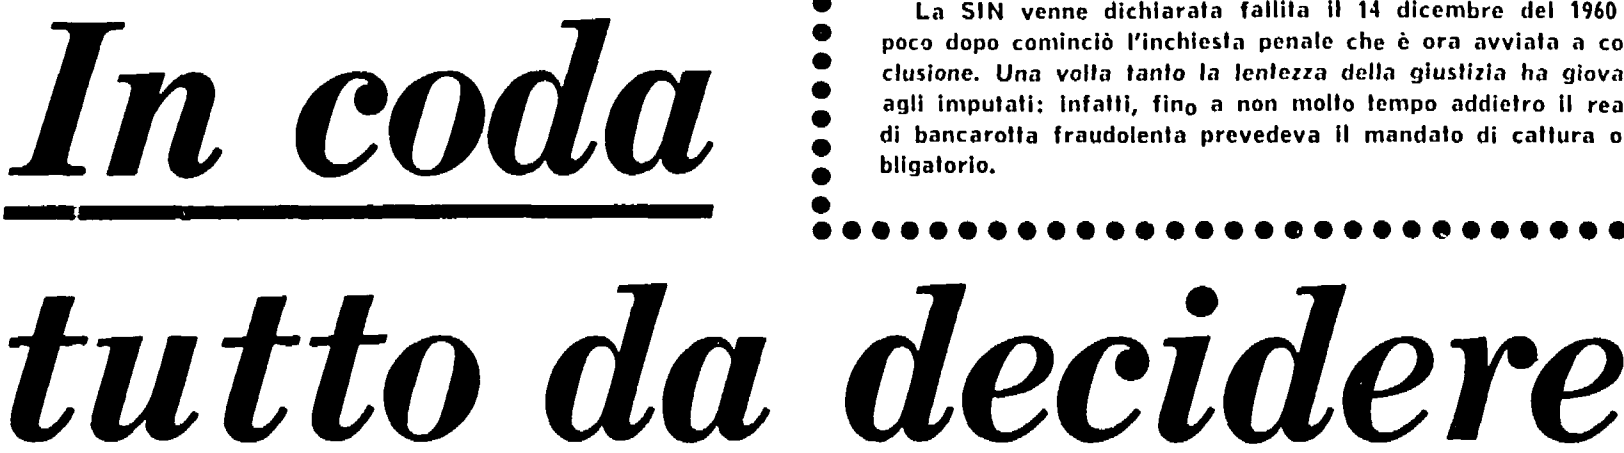 In coda
tutto da decidere
La SIN venne dichiarata fallita il 14 dicembre del 1960
poco dopo cominciò l'inchiesta penale che è ora avviata a co
clusione. Una volta tanto la lentezza della giustizia ha giova
agli imputati: infatti, fino a non molto tempo addietro il rea
di bancarotta fraudolenta prevedeva il mandato di cattura o
bligatorio.